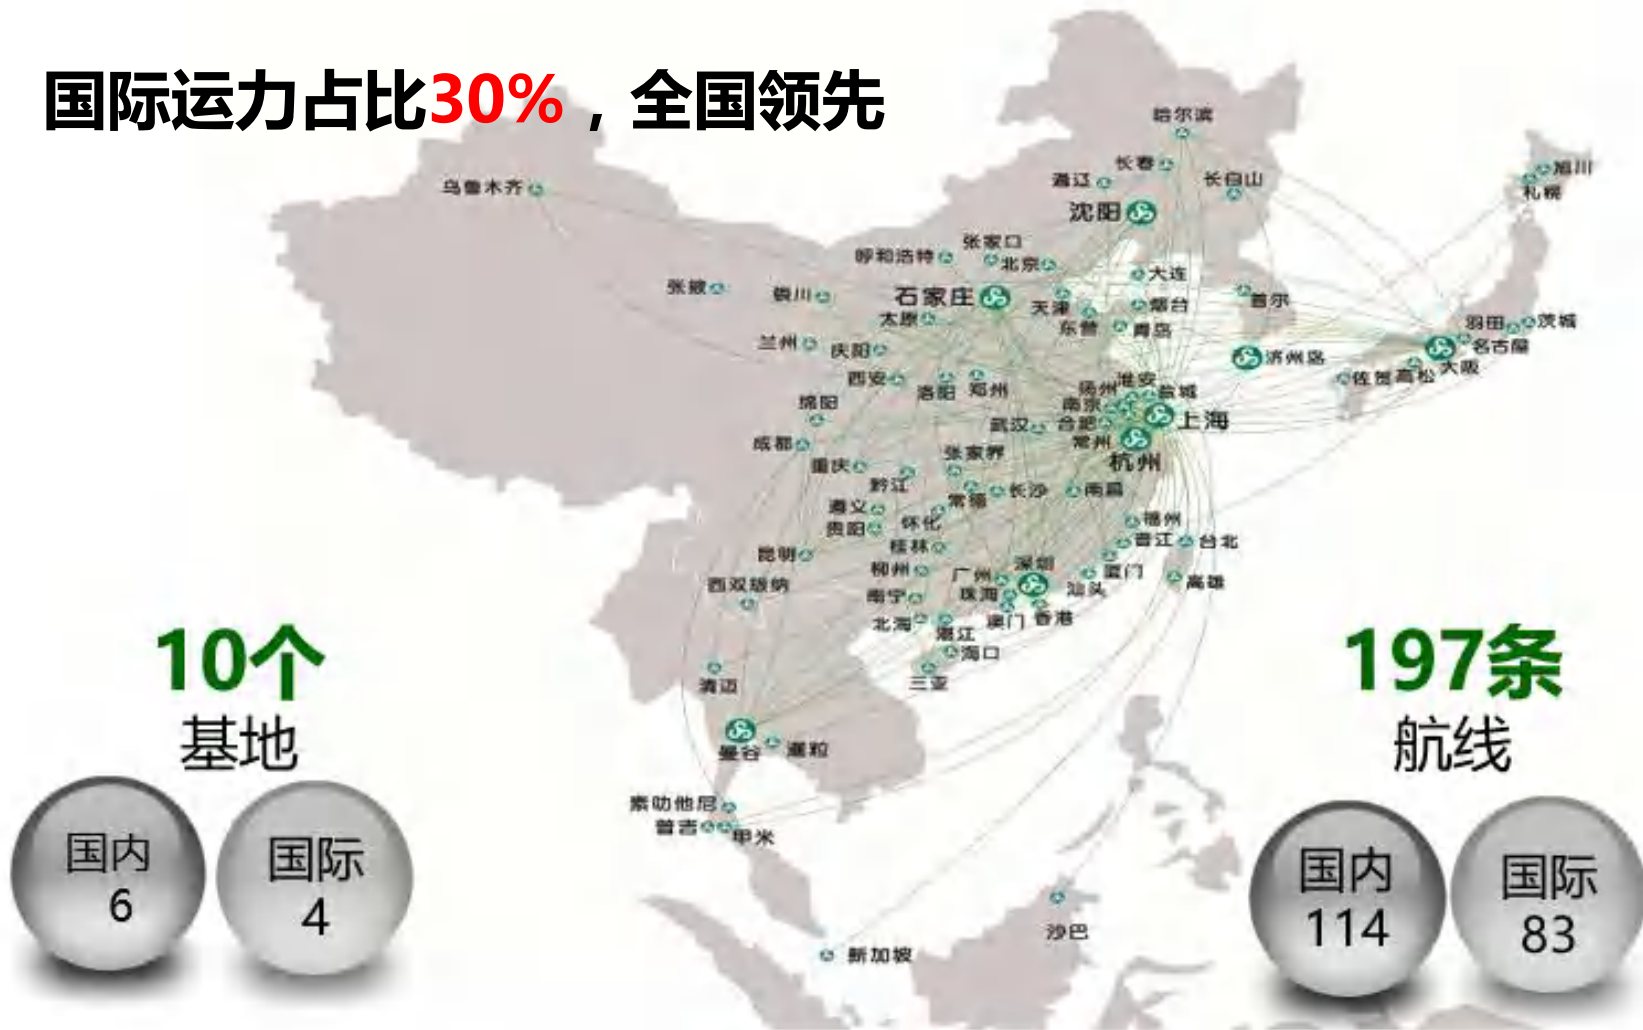 国际运力占比30%，全国领先
哈尔滨
长春
通辽
长白山
旭川
札幌
乌鲁木齐
沈阳
张家口
呼和浩特
北京
大连
张掖
银川
石家庄
天津
烟台
首尔
太原
东营
青岛
羽田
茨城
名古屋
兰州
庆阳
济州岛
大阪
西安
洛阳
郑州
扬州
淮安
盐城
佐贺
高松
绵阳
南京
上海
武汉
合肥
成都
常州
杭州
张家界
重庆
黔江
常德
长沙
南昌
遵义
贵阳
怀化
福州
桂林
晋江
台北
昆明
柳州
广州
深圳
厦门
西双版纳
南宁
珠海
汕头
高雄
北海
湛江
澳门
香港
海口
三亚
清迈
曼谷
暹粒
素叻他尼
普吉
甲米
沙巴
新加坡
10个
基地
国内
6
国际
4
197条
航线
国内
114
国际
83